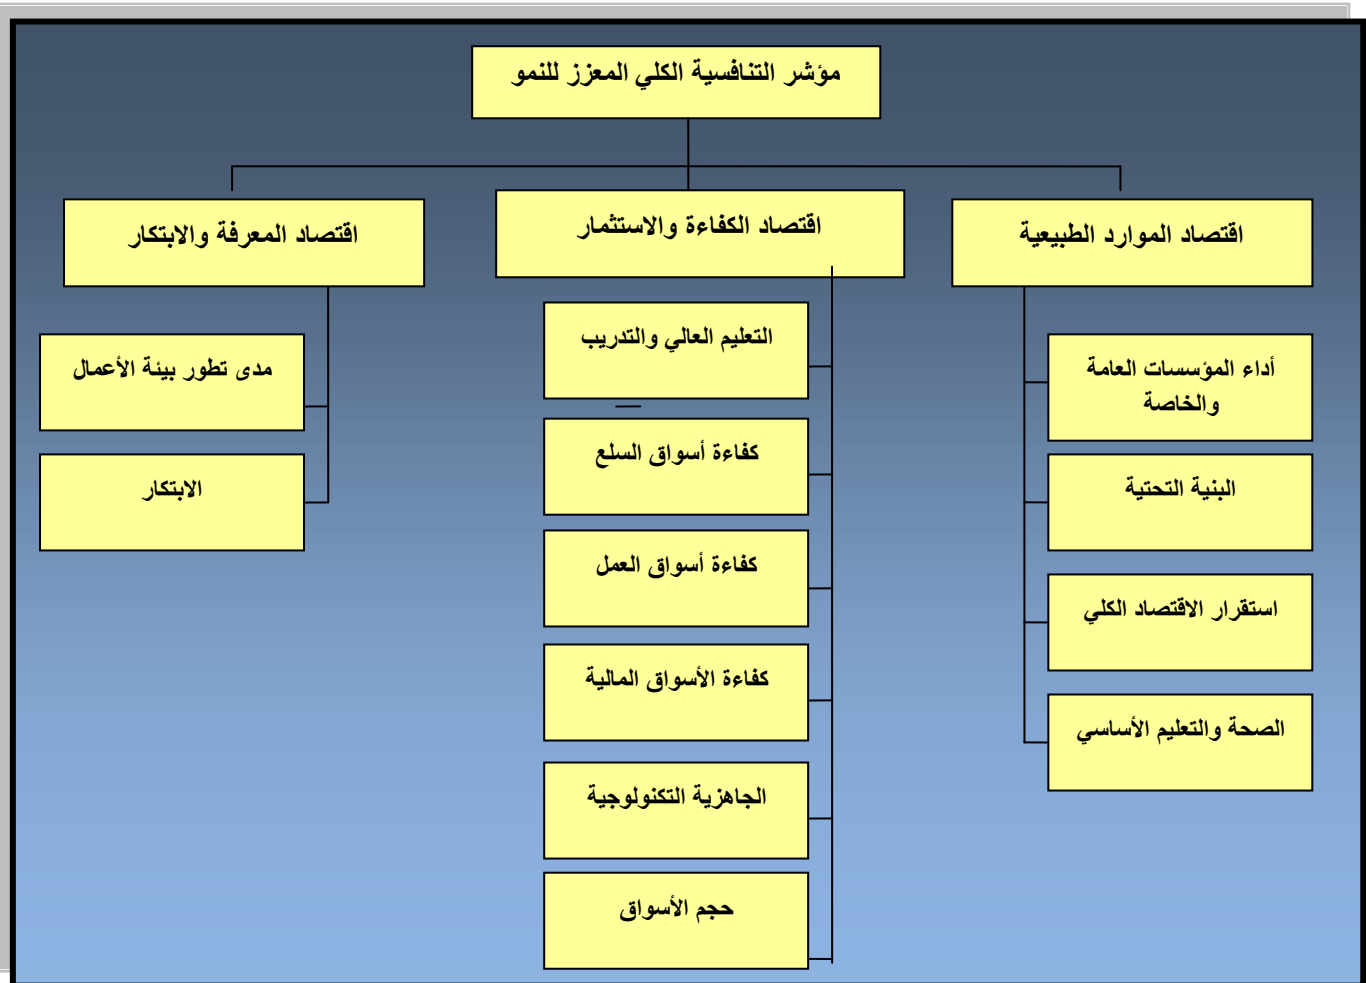 مؤشر التنافسية الكلي المعزز للنمو
اقتصاد الموارد الطبيعية
اقتصاد الكفاءة والاستثمار
اقتصاد المعرفة والابتكار
أداء المؤسسات العامة
والخاصة
البنية التحتية
استقرار الاقتصاد الكلي
الصحة والتعليم الأساسي
التعليم العالي والتدريب
كفاءة أسواق السلع
كفاءة أسواق العمل
كفاءة الأسواق المالية
الجاهزية التكنولوجية
حجم الأسواق
مدى تطور بيئة الأعمال
الابتكار